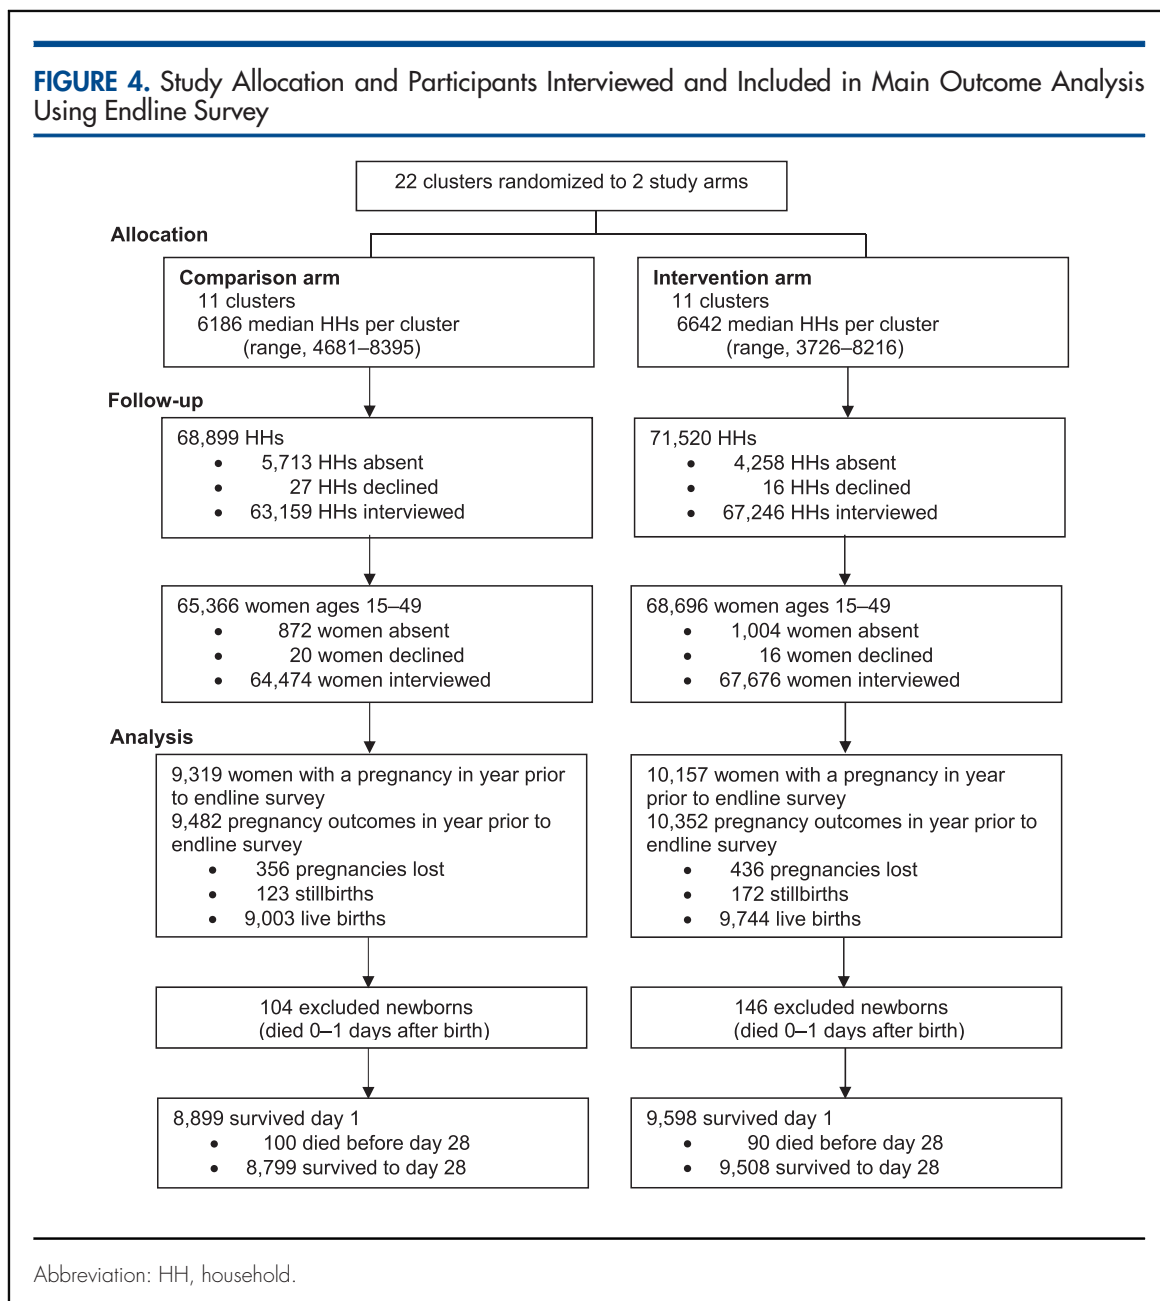 FIGURE 4. Study Allocation and Participants Interviewed and Included in Main Outcome Analysis
Using Endline Survey
22 clusters randomized to 2 study arms
Allocation
Comparison arm
11 clusters
6186 median HHs per cluster
(range, 4681–8395)
Intervention arm
11 clusters
6642 median HHs per cluster
(range, 3726–8216)
Follow-up
68,899 HHs
• 5,713 HHs absent
• 27 HHs declined
• 63,159 HHs interviewed
71,520 HHs
• 4,258 HHs absent
• 16 HHs declined
• 67,246 HHs interviewed
65,366 women ages 15–49
• 872 women absent
• 20 women declined
• 64,474 women interviewed
68,696 women ages 15–49
• 1,004 women absent
• 16 women declined
• 67,676 women interviewed
Analysis
9,319 women with a pregnancy in year prior
to endline survey
9,482 pregnancy outcomes in year prior to
endline survey
• 356 pregnancies lost
• 123 stillbirths
• 9,003 live births
10,157 women with a pregnancy in year
prior to endline survey
10,352 pregnancy outcomes in year prior to
endline survey
• 436 pregnancies lost
• 172 stillbirths
• 9,744 live births
104 excluded newborns
(died 0–1 days after birth)
146 excluded newborns
(died 0–1 days after birth)
8,899 survived day 1
• 100 died before day 28
• 8,799 survived to day 28
9,598 survived day 1
• 90 died before day 28
• 9,508 survived to day 28
Abbreviation: HH, household.